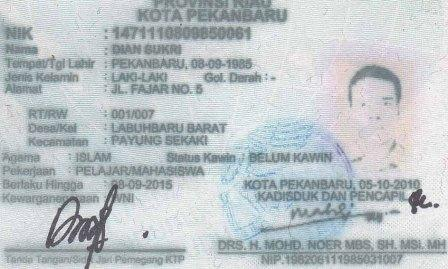 PROVINSI RIAU
KOTA PEKANBARU
NIK : 1471110809850061
Nama : DIAN SUKRI
Tempat/Tgl Lahir : PEKANBARU, 08-09-1985
Jenis Kelamin : LAKI-LAKI Gol. Darah : -
Alamat : JL. FAJAR NO. 5
RT/RW : 001/007
Desa/Kel : LABUHBARU BARAT
Kecamatan : PAYUNG SEKAKI
Agama : ISLAM Status Kawin : BELUM KAWIN
Pekerjaan : PELAJAR/MAHASISWA
Berlaku Hingga 08-09-2015 KOTA PEKANBARU, 05-10-2010
Kewarganegaraan WNI KADISDUK DAN PENCAPIL
DRS. H. MOHD. NOER MBS, SH. MSI. MH
Tanda Tangan/Sidik Jari Pemegang KTP NIP.196206111985031007